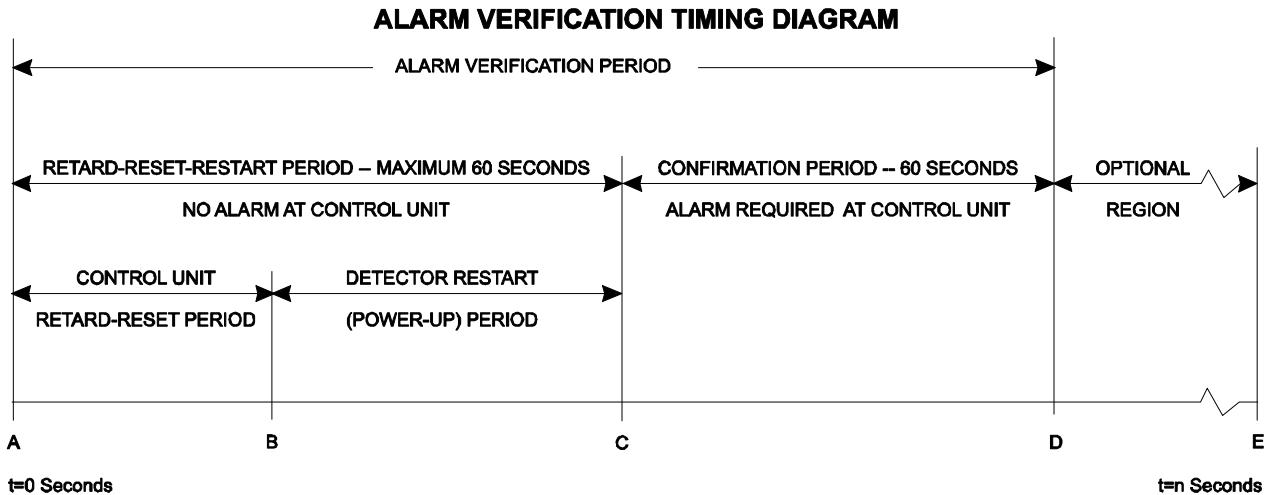 ALARM VERIFICATION TIMING DIAGRAM
ALARM VERIFICATION PERIOD
RETARD-RESET-RESTART PERIOD – MAXIMUM 60 SECONDS
NO ALARM AT CONTROL UNIT
CONFIRMATION PERIOD -- 60 SECONDS
ALARM REQUIRED AT CONTROL UNIT
OPTIONAL
REGION
CONTROL UNIT
RETARD-RESET PERIOD
DETECTOR RESTART
(POWER-UP) PERIOD
A
B
C
D
E
t=0 Seconds
t=n Seconds